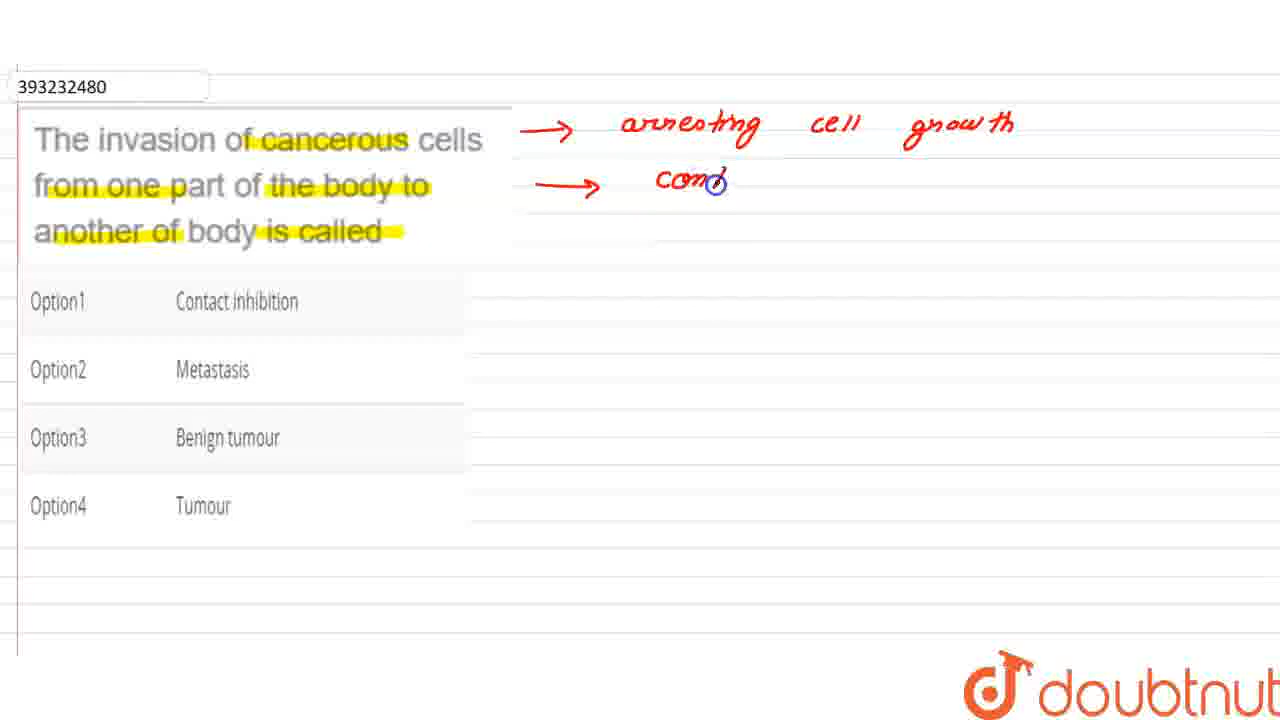 393232480
The invasion of cancerous cells
from one part of the body to
another of body is called
→ arresting cell growth
→
Option1 Contact inhibition
Option2 Metastasis
Option3 Benign tumour
Option4 Tumour
doubtnut